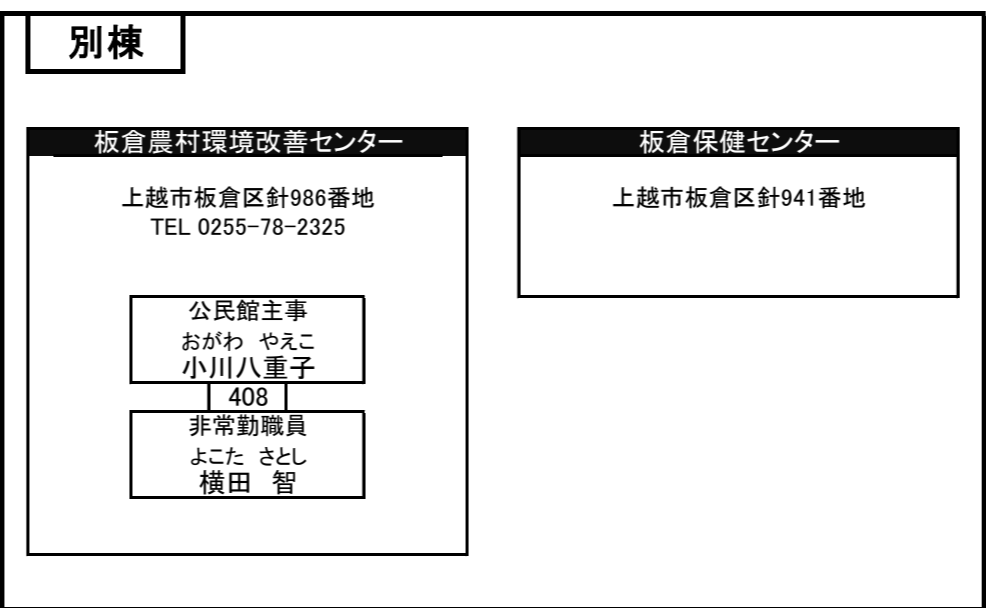 別棟
板倉農村環境改善センター
上越市板倉区針986番地
TEL 0255-78-2325
公民館主事
おがわ　やえこ
小川八重子
408
非常勤職員
よこた　さとし
横田　智
板倉保健センター
上越市板倉区針941番地